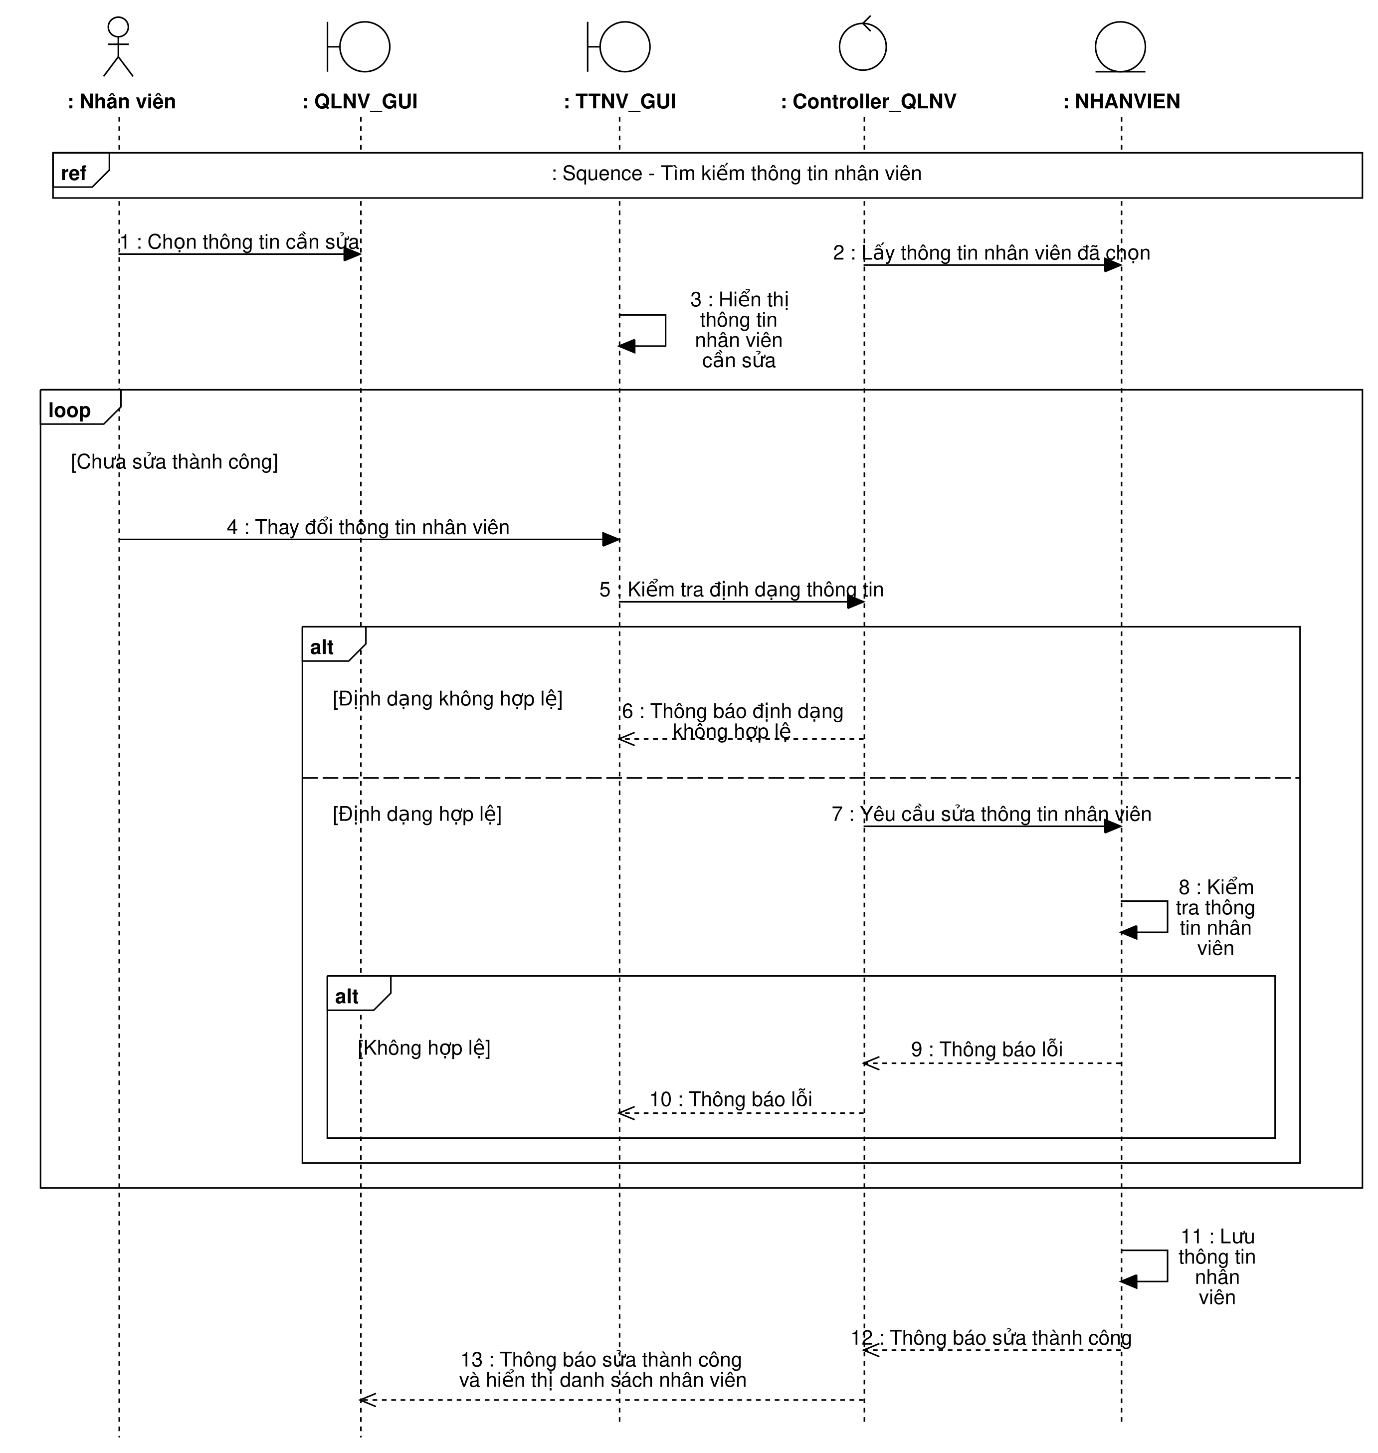 : Nhân viên
: QLNV_GUI
: TTNV_GUI
: Controller_QLNV
: NHANVIEN
ref
: Squence - Tìm kiếm thông tin nhân viên
1 : Chọn thông tin cần sửa
2 : Lấy thông tin nhân viên đã chọn
3 : Hiển thị
thông tin
nhân viên
cần sửa
loop
[Chưa sửa thành công]
4 : Thay đổi thông tin nhân viên
5 : Kiểm tra định dạng thông tin
alt
[Định dạng không hợp lệ]
6 : Thông báo định dạng
không hợp lệ
[Định dạng hợp lệ]
7 : Yêu cầu sửa thông tin nhân viên
8 : Kiểm
tra thông
tin nhân
viên
alt
[Không hợp lệ]
9 : Thông báo lỗi
10 : Thông báo lỗi
11 : Lưu
thông tin
nhân
viên
12 : Thông báo sửa thành công
13 : Thông báo sửa thành công
và hiển thị danh sách nhân viên